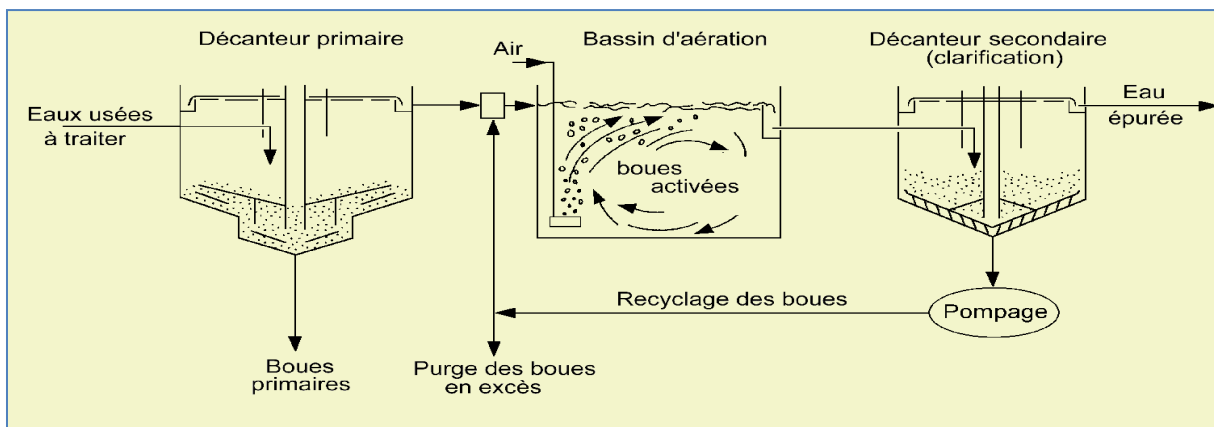 Décanteur primaire
Bassin d'aération
Décanteur secondaire
(clarification)
Air
Eaux usées
à traiter
Eau
épurée
boues
activées
Recyclage des boues
Pompage
Boues
primaires
Purge des boues
en excès